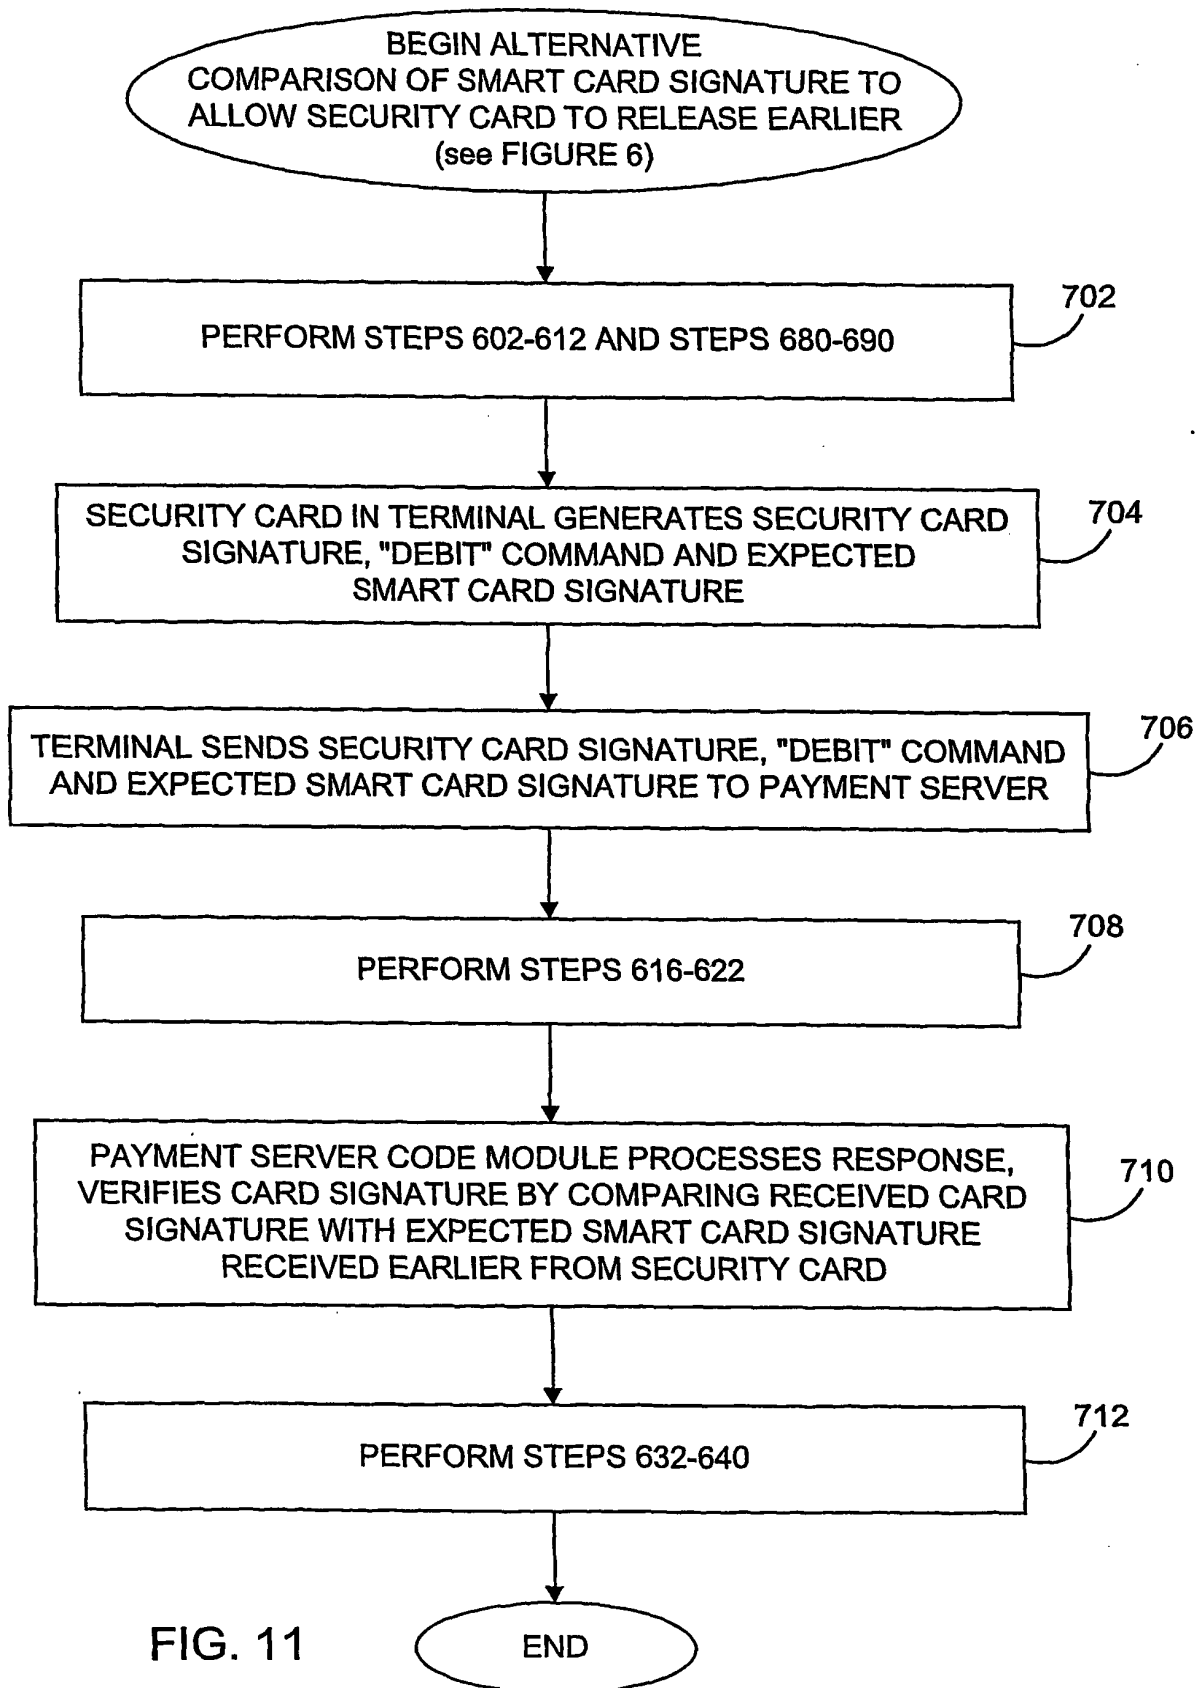 BEGIN ALTERNATIVE
COMPARISON OF SMART CARD SIGNATURE TO
ALLOW SECURITY CARD TO RELEASE EARLIER
(see FIGURE 6)
702
PERFORM STEPS 602-612 AND STEPS 680-690
704
SECURITY CARD IN TERMINAL GENERATES SECURITY CARD
SIGNATURE, "DEBIT" COMMAND AND EXPECTED
SMART CARD SIGNATURE
706
TERMINAL SENDS SECURITY CARD SIGNATURE, "DEBIT" COMMAND
AND EXPECTED SMART CARD SIGNATURE TO PAYMENT SERVER
708
PERFORM STEPS 616-622
710
PAYMENT SERVER CODE MODULE PROCESSES RESPONSE,
VERIFIES CARD SIGNATURE BY COMPARING RECEIVED CARD
SIGNATURE WITH EXPECTED SMART CARD SIGNATURE
RECEIVED EARLIER FROM SECURITY CARD
712
PERFORM STEPS 632-640
END
FIG. 11